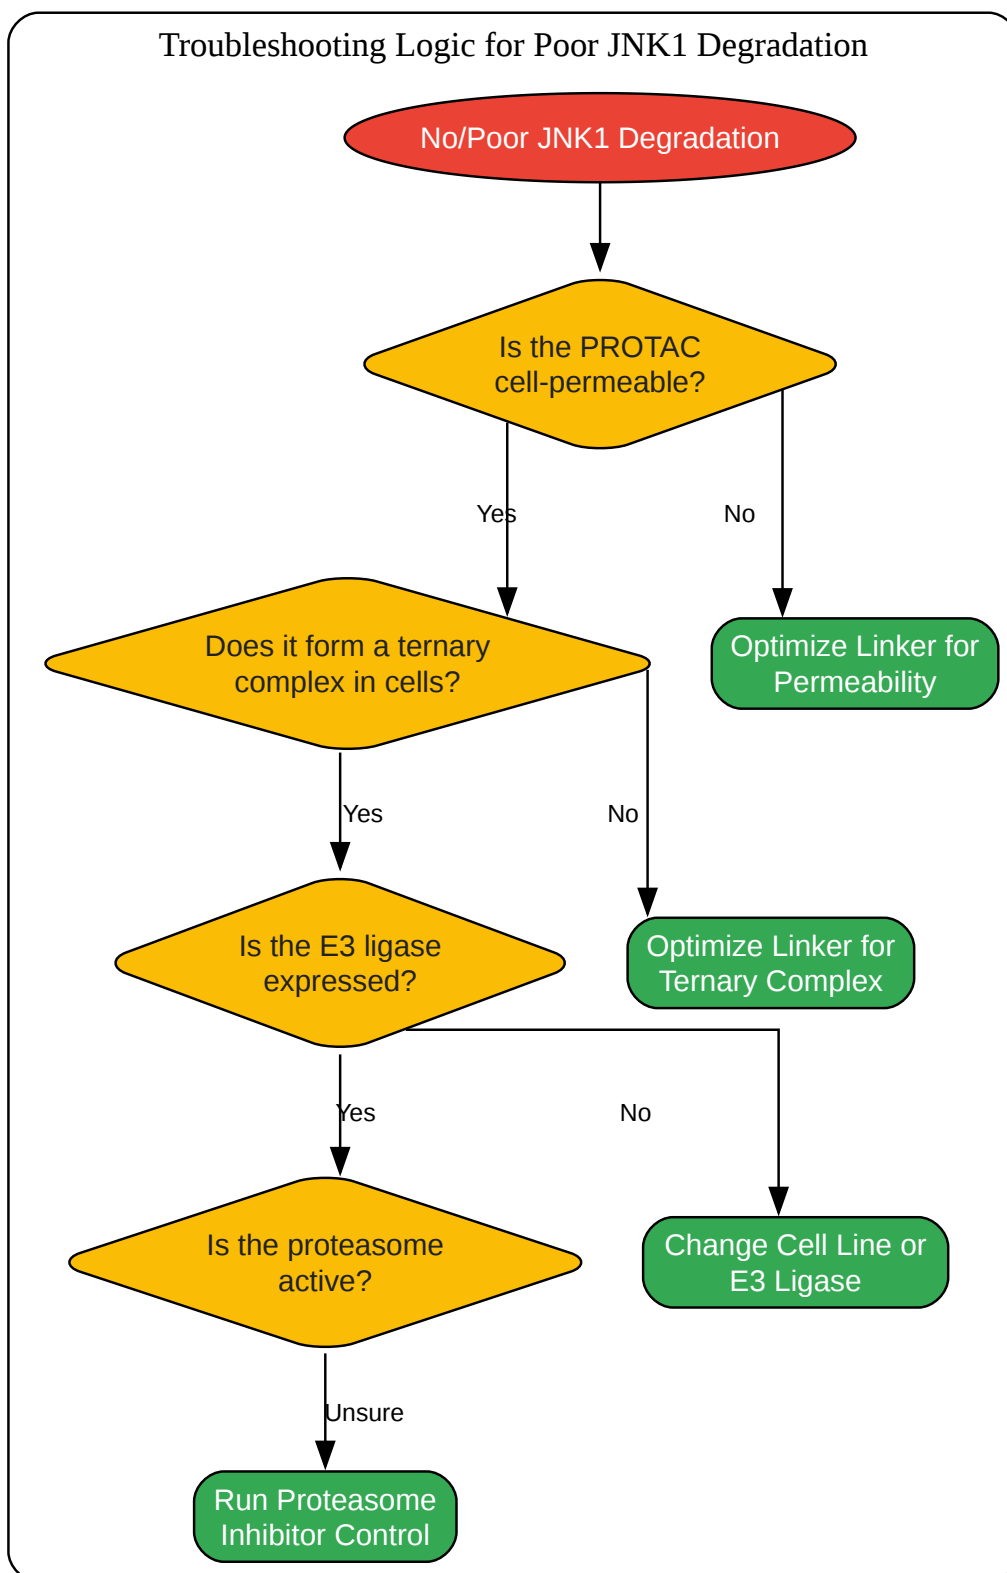 Troubleshooting Logic for Poor JNK1 Degradation
No/Poor JNK1 Degradation
Is the PROTAC
cell-permeable?
Yes
No
Does it form a ternary
complex in cells?
Optimize Linker for
Permeability
Yes
No
Is the E3 ligase
expressed?
Optimize Linker for
Ternary Complex
Yes
No
Is the proteasome
active?
Change Cell Line or
E3 Ligase
Unsure
Run Proteasome
Inhibitor Control